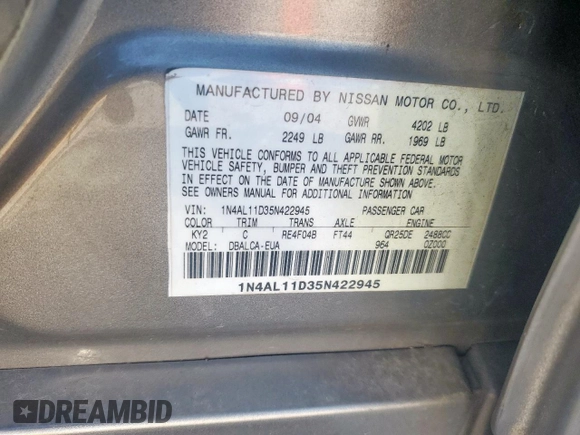 MANUFACTURED BY NISSAN MOTOR CO., LTD.
DATE 09/04 GVWR 4202 LB
GAWR FR. 2249 LB GAWR RR. 1969 LB
THIS VEHICLE CONFORMS TO ALL APPLICABLE FEDERAL MOTOR
VEHICLE SAFETY, BUMPER AND THEFT PREVENTION STANDARDS
IN EFFECT ON THE DATE OF MANUFACTURE SHOWN ABOVE.
SEE OWNERS MANUAL FOR ADDITIONAL INFORMATION
VIN: 1N4AL11D35N422945 PASSENGER CAR
COLOR TRIM TRANS AXLE ENGINE
KY2 C RE4F04B FT44 QR25DE 2488CC
MODEL: DBALCA-EUA 964 0Z000
1N4AL11D35N422945
DREAMBID